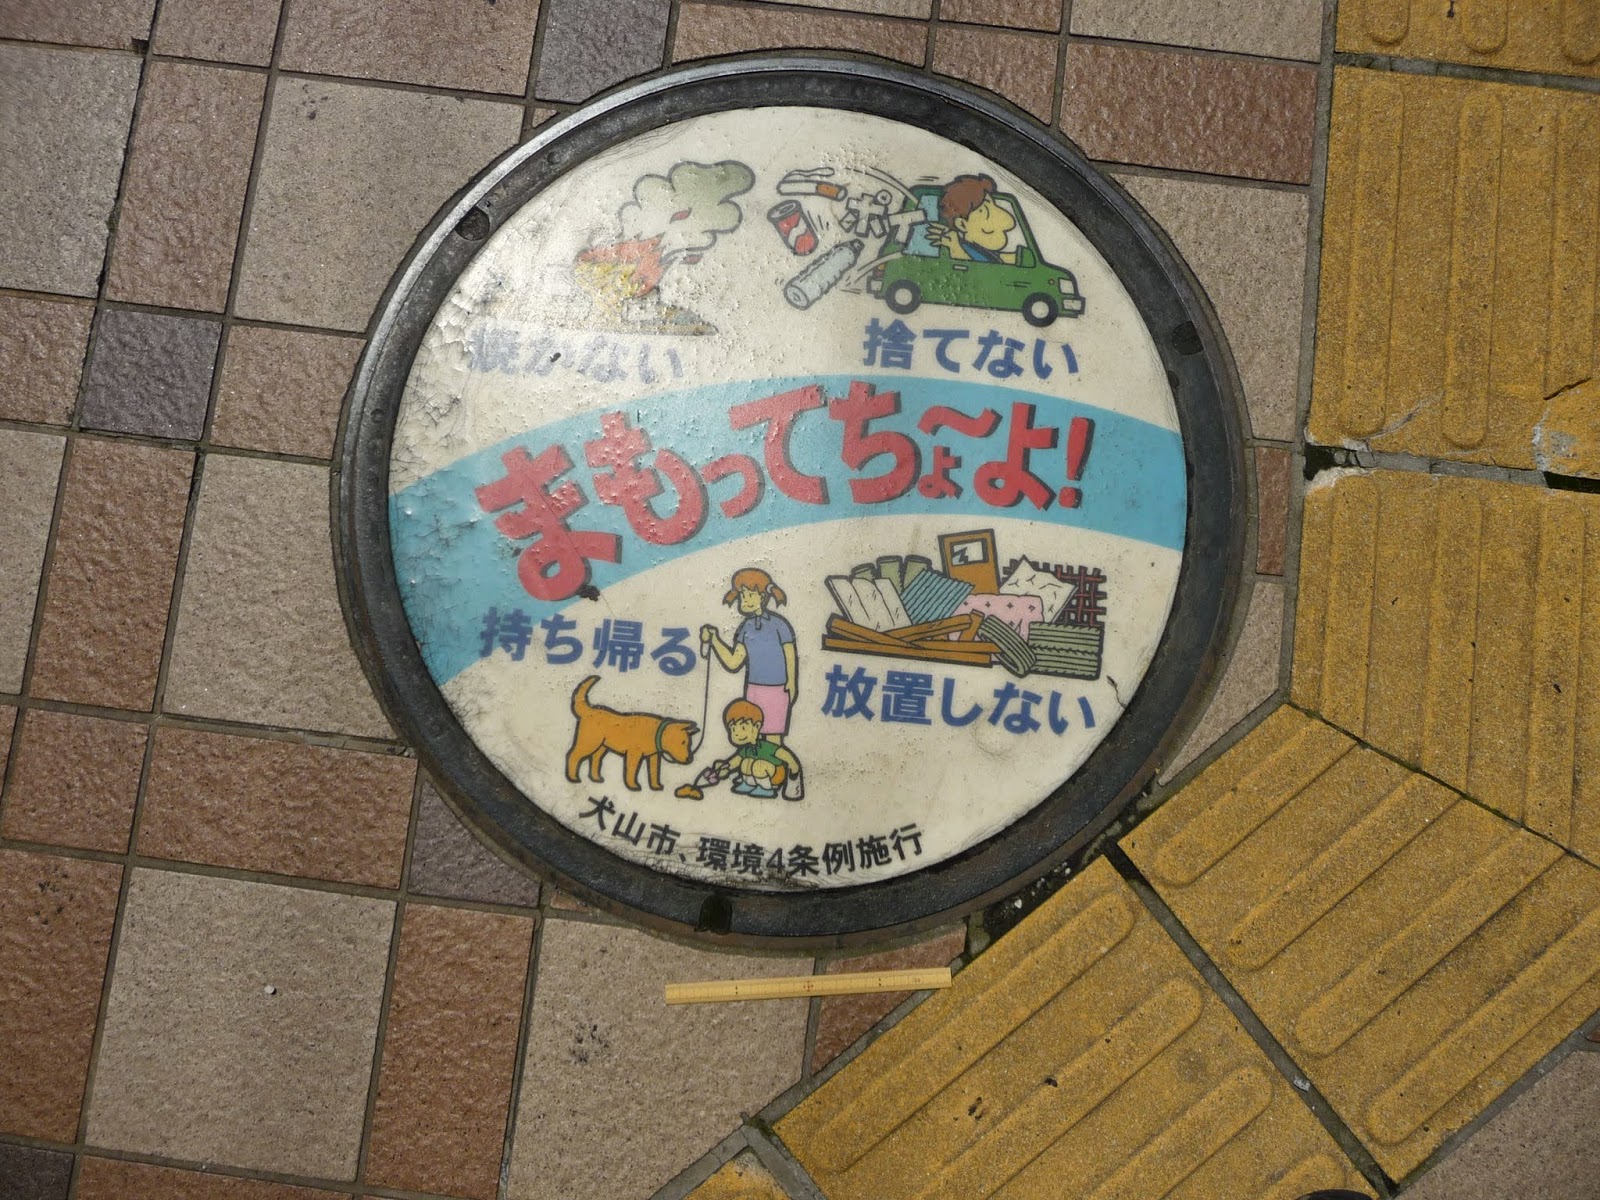 ポイ
焼かない
捨てない
まもってちょ〜よ!
持ち帰る
放置しない
犬山市、環境4条例施行